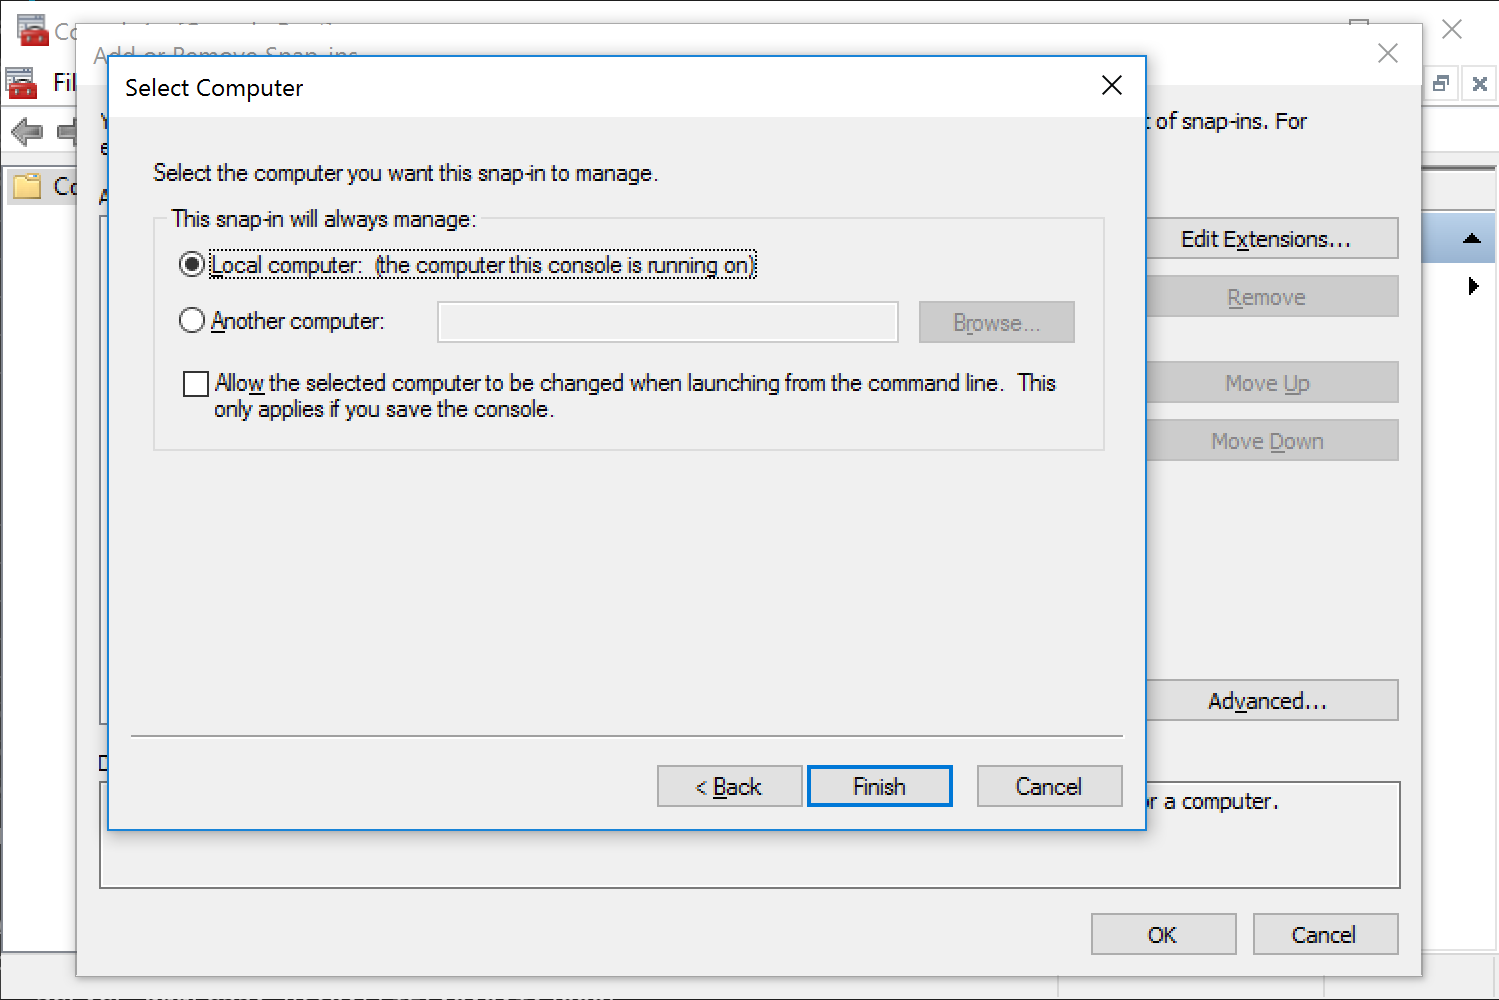 Add or Remove Snap-ins
Select Computer
of snap-ins. For
Select the computer you want this snap-in to manage.
This snap-in will always manage:
Local computer: (the computer this console is running on)
Another computer:
Browse...
Allow the selected computer to be changed when launching from the command line. This
only applies if you save the console.
Edit Extensions...
Remove
Move Up
Move Down
Advanced...
< Back
Finish
Cancel
a computer.
OK
Cancel